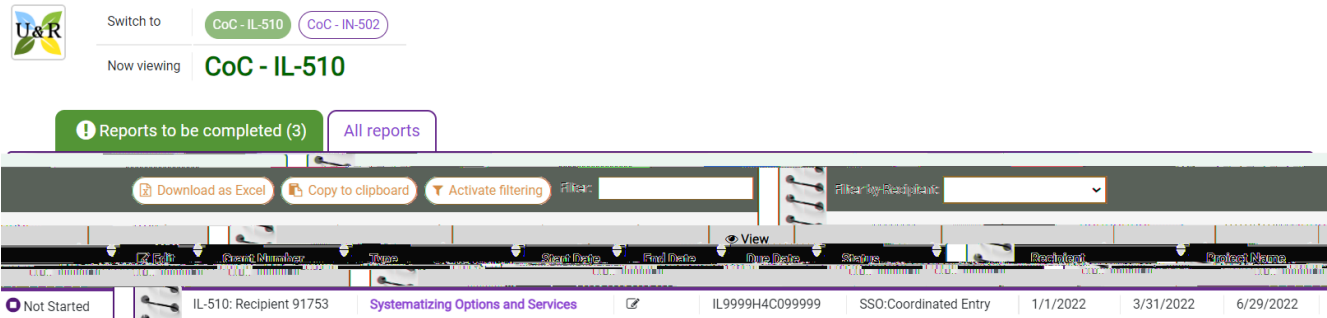 U&R
Switch to CoC - IL-510 CoC - IN-502
Now viewing CoC - IL-510
Reports to be completed (3) All reports
Download as Excel Copy to clipboard Activate filtering Filter: Filter by Recipient:
View
Edit Grant Number Type Start Date End Date Due Date Status Recipient Project Name
Not Started IL-510: Recipient 91753 Systematizing Options and Services IL9999H4C099999 SSO:Coordinated Entry 1/1/2022 3/31/2022 6/29/2022